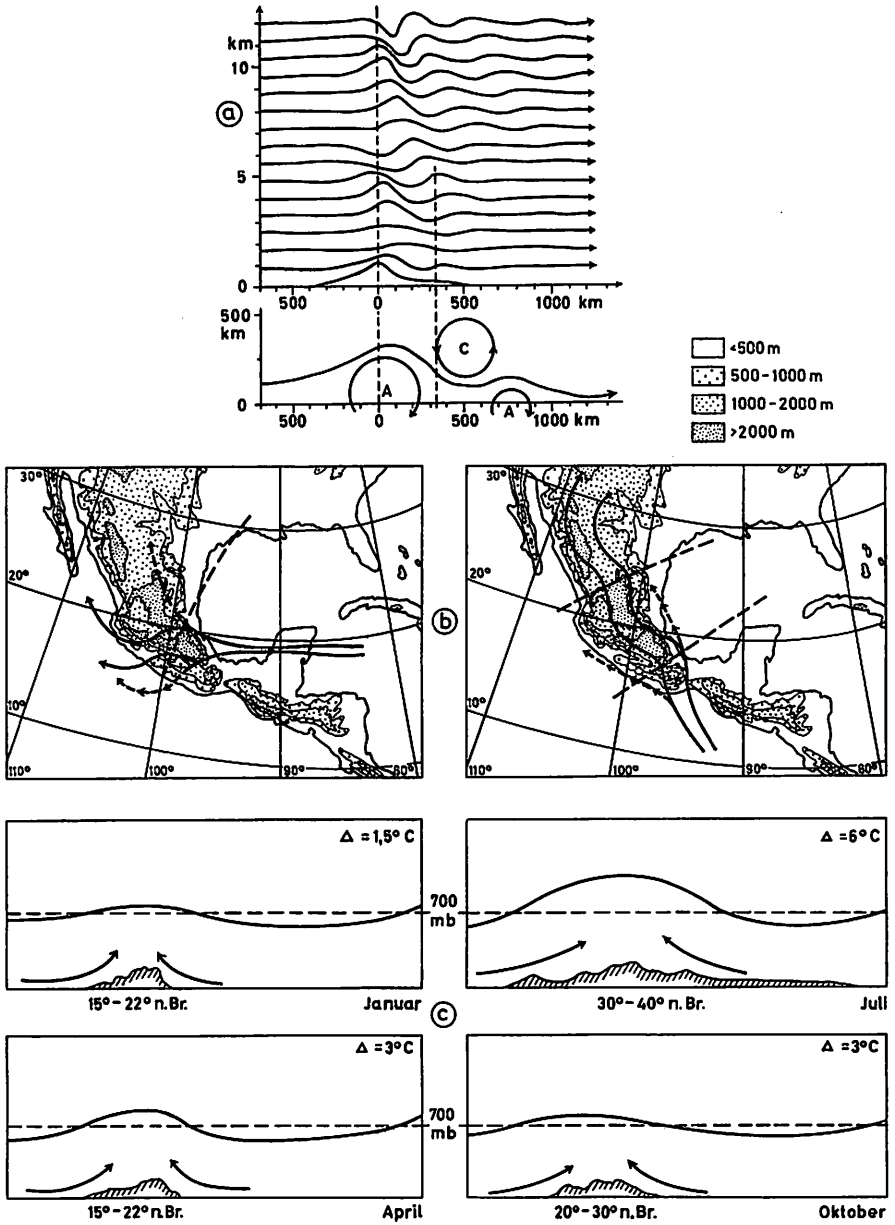 km
10
a
5
0
500 0 500 1000 km
500
km
0
C
A
A
500 0 500 1000 km
<500 m
500-1000 m
1000-2000 m
>2000 m
30°
20°
10°
110° 100° 90° 80°
b
30°
20°
10°
110° 100° 90° 80°
Δ = 1,5° C
Δ = 6° C
700
mb
15°-22° n.Br. Januar
30°-40° n.Br. Juli
c
Δ = 3° C
Δ = 3° C
700
mb
15°-22° n.Br. April
20°-30° n.Br. Oktober